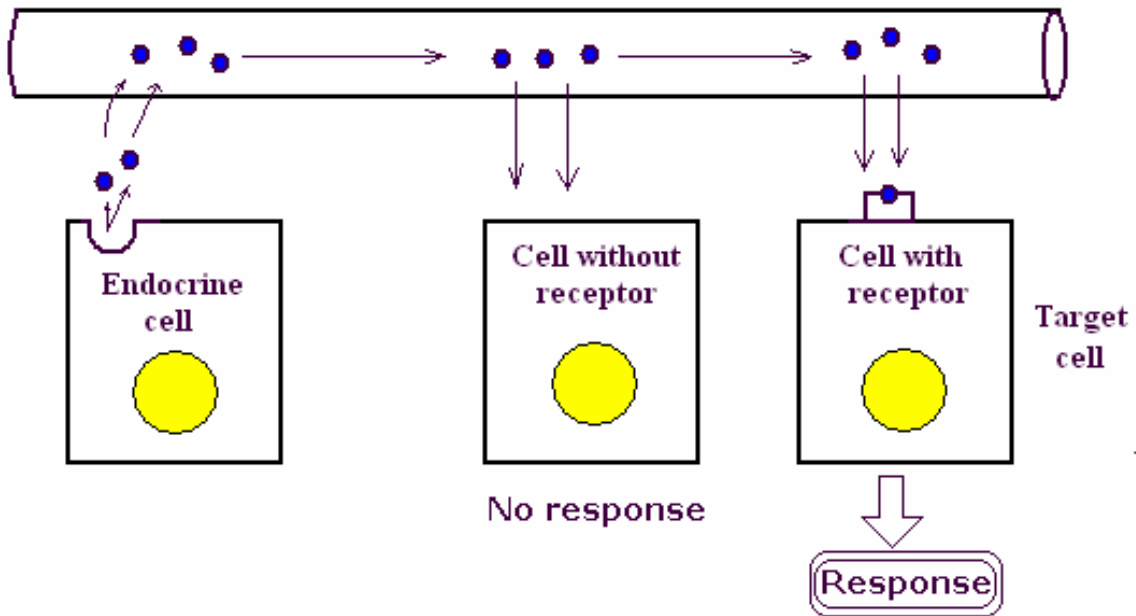 Endocrine
cell
Cell without
receptor
Cell with
receptor
Target
cell
No response
Response